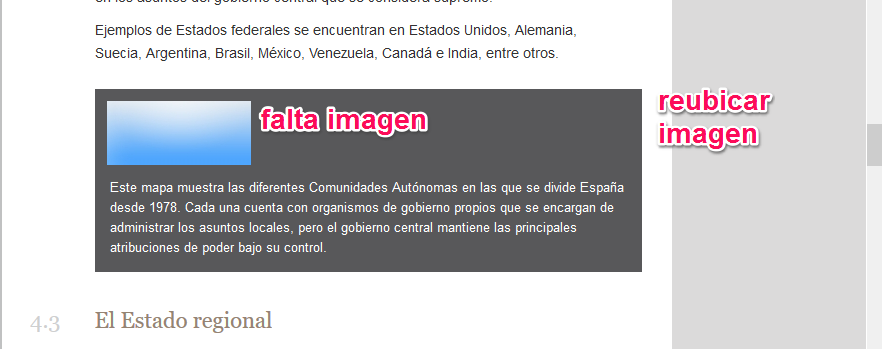 en los asuntos del gobierno central que se considera supremo.
Ejemplos de Estados federales se encuentran en Estados Unidos, Alemania,
Suecia, Argentina, Brasil, México, Venezuela, Canadá e India, entre otros.
falta imagen
reubicar
imagen
Este mapa muestra las diferentes Comunidades Autónomas en las que se divide España
desde 1978. Cada una cuenta con organismos de gobierno propios que se encargan de
administrar los asuntos locales, pero el gobierno central mantiene las principales
atribuciones de poder bajo su control.
4.3 El Estado regional